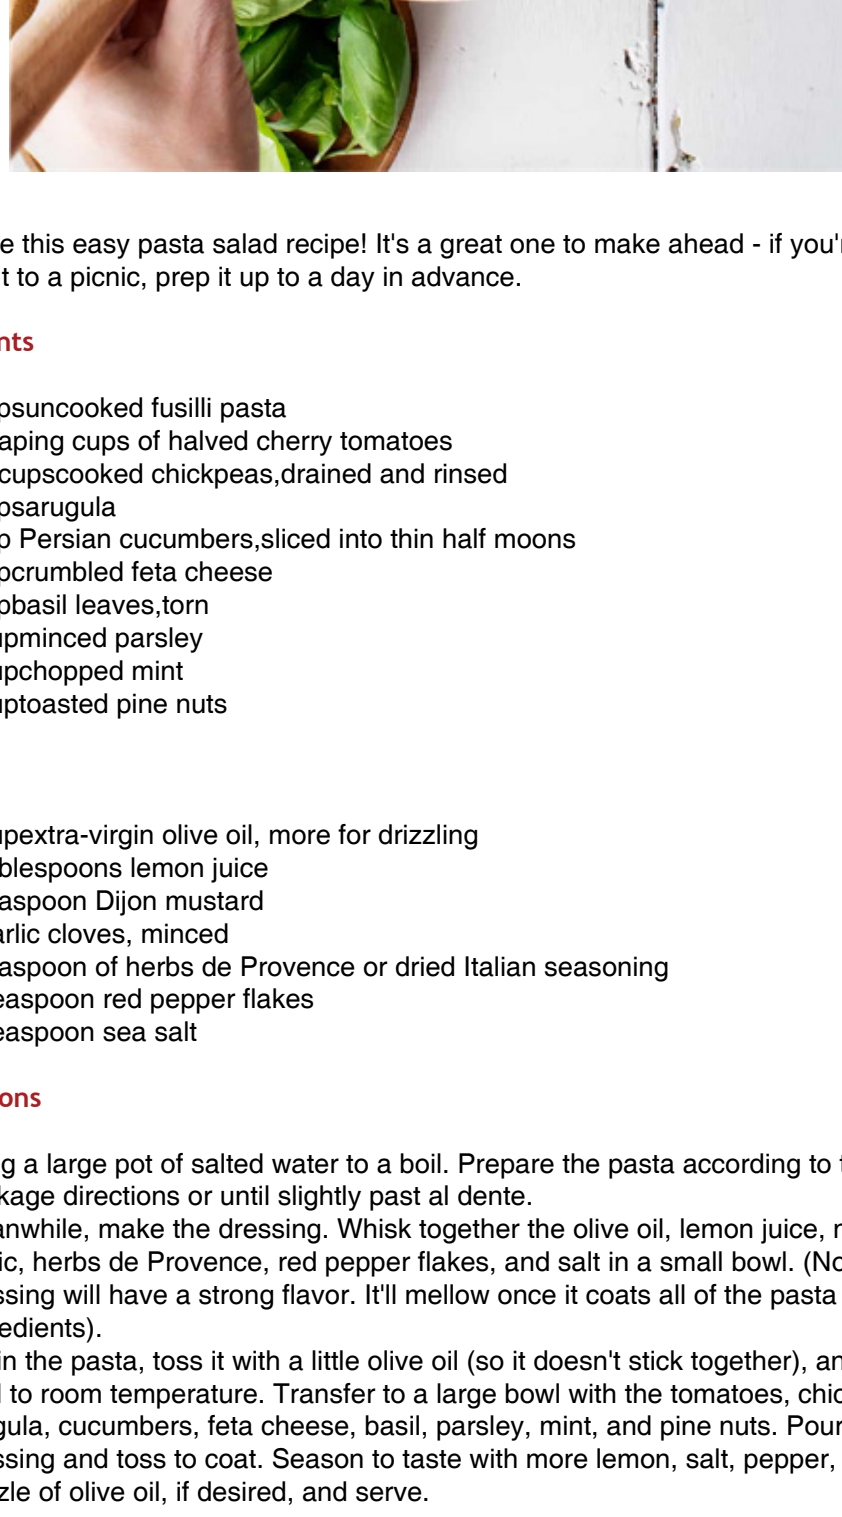 e this easy pasta salad recipe! It's a great one to make ahead - if you'r
t to a picnic, prep it up to a day in advance.
nts
psuncooked fusilli pasta
aping cups of halved cherry tomatoes
cupscooked chickpeas,drained and rinsed
psarugula
p Persian cucumbers,sliced into thin half moons
pcrumbled feta cheese
pbasil leaves,torn
upminced parsley
upchopped mint
uptoasted pine nuts
upextra-virgin olive oil, more for drizzling
blespoons lemon juice
aspoon Dijon mustard
arlic cloves, minced
aspoon of herbs de Provence or dried Italian seasoning
easpoon red pepper flakes
easpoon sea salt
ons
g a large pot of salted water to a boil. Prepare the pasta according to t
kage directions or until slightly past al dente.
anwhile, make the dressing. Whisk together the olive oil, lemon juice, m
ic, herbs de Provence, red pepper flakes, and salt in a small bowl. (No
ssing will have a strong flavor. It'll mellow once it coats all of the pasta
edients).
in the pasta, toss it with a little olive oil (so it doesn't stick together), an
l to room temperature. Transfer to a large bowl with the tomatoes, chic
gula, cucumbers, feta cheese, basil, parsley, mint, and pine nuts. Pour
ssing and toss to coat. Season to taste with more lemon, salt, pepper,
zle of olive oil, if desired, and serve.